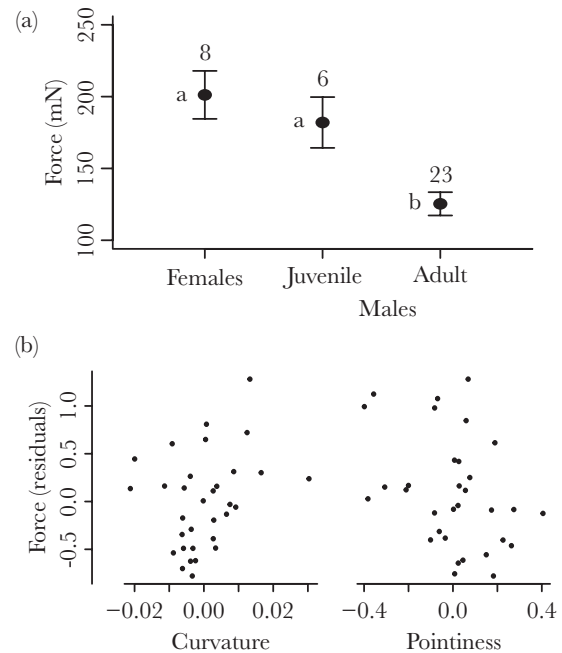 (a)
250
200
150
100
Force (mN)
8
6
23
a
a
b
Females
Juvenile
Adult
Males
(b)
1.0
0.5
0.0
−0.5
Force (residuals)
−0.02
0.00
0.02
−0.4
0.0
0.4
Curvature
Pointiness